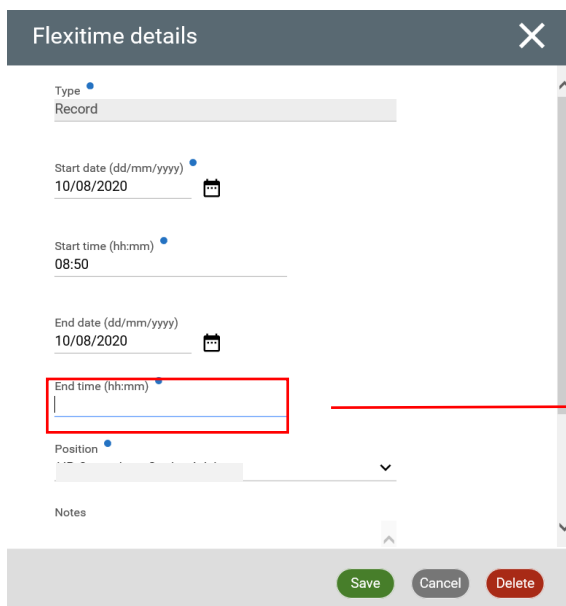 Flexitime details
Type
Record
Start date (dd/mm/yyyy)
10/08/2020
Start time (hh:mm)
08:50
End date (dd/mm/yyyy)
10/08/2020
End time (hh:mm)
Position
Notes
Save Cancel Delete